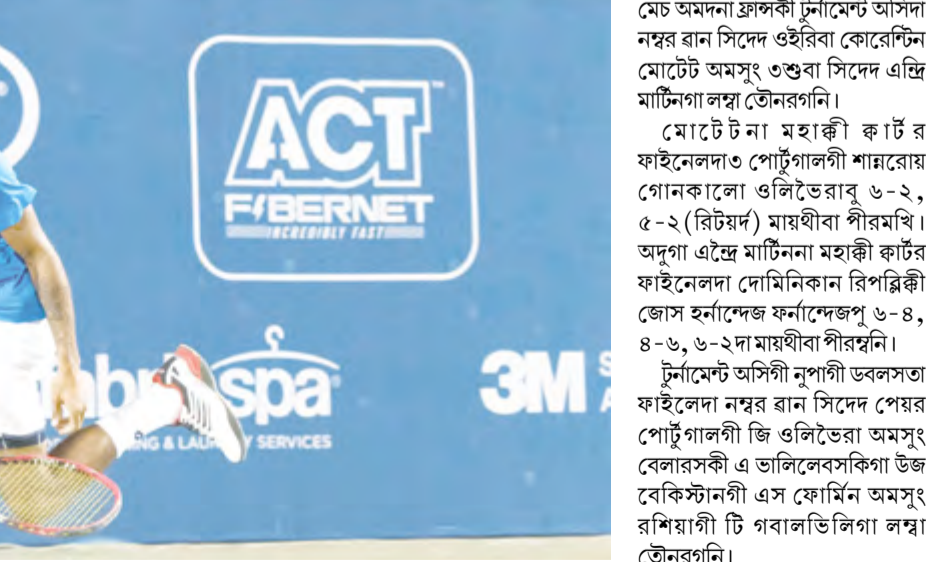 ACT
FIBERNET
INCREDIBLY FAST
spa
SERVICES
3M
মেচ অমদনা ফ্রান্সকী টুর্নামেন্ট অসিদা
নম্বর ৱান সিদেদ ওইরিবা কোরেন্টিন
মোটেট অমসুং ৩শুবা সিদেদ এন্দ্রি
মার্টিনগা লম্বা তৌনরগনি।
মোটেটনা মহাক্কী ক্বার্টর
ফাইনেলদা৩ পোর্টুগালগী শান্নরোয়
গোনকালো ওলিভৈরাবু ৬-২,
৫-২(রিটয়র্দ) মায়থীবা পীরমখি।
অদুগা এন্দ্রৈ মার্টিননা মহাক্কী ক্বার্টর
ফাইনেলদা দোমিনিকান রিপব্লিক্কী
জোস হর্নান্দেজ ফর্নান্দেজপু ৬-৪,
৪-৬, ৬-২দা মায়থীবা পীরম্বনি।
টুর্নামেন্ট অসিগী নুপাগী ডবলসতা
ফাইলেদা নম্বর ৱান সিদেদ পেয়র
পোর্টুগালগী জি ওলিভৈরা অমসুং
বেলারসকী এ ভালিলেবসকিগা উজ
বেকিস্টানগী এস ফোর্মিন অমসুং
রশিয়াগী টি গবালভিলিগা লম্বা
তৌনরগনি।